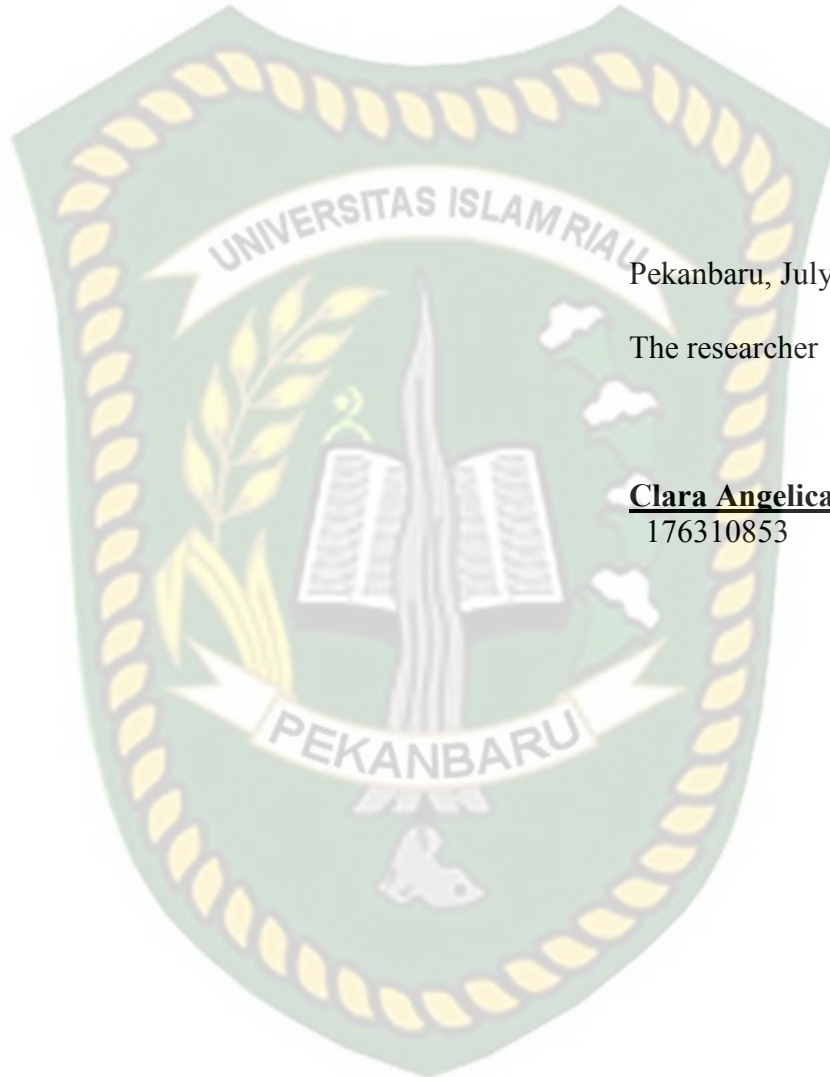 UNIVERSITAS ISLAM RIAU
Pekanbaru, July
The researcher
Clara Angelica
176310853
PEKANBARU